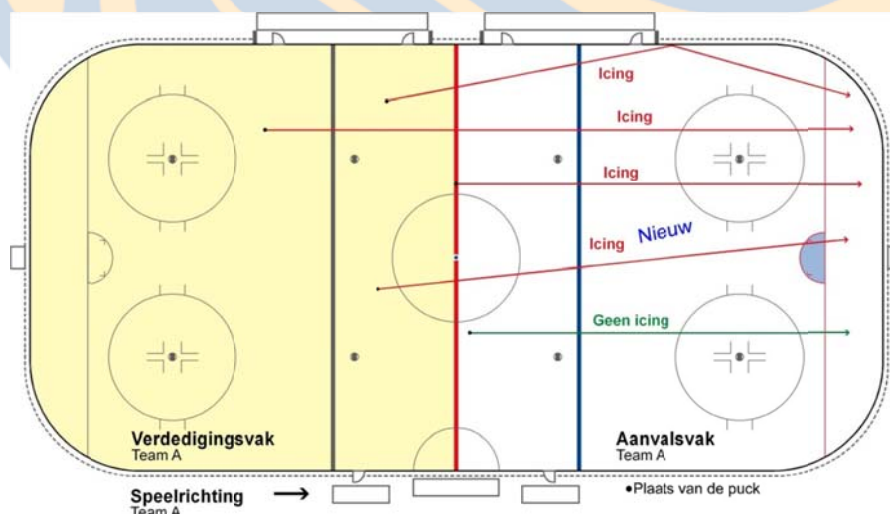 Icing
Icing
Icing
Nieuw
Icing
Geen icing
Verdedigingsvak
Team A
Aanvalsvak
Team A
Speelrichting
Team A
•Plaats van de puck